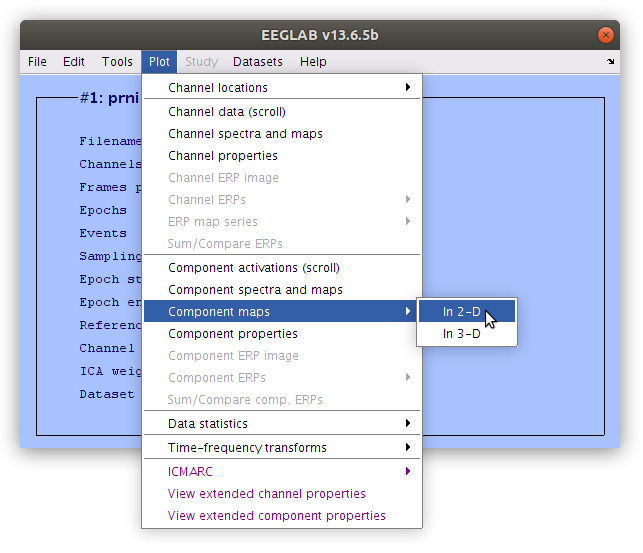 EEGLAB v13.6.5b
File Edit Tools Plot Study Datasets Help
#1: prni
Filename
Channels
Frames p
Epochs
Events
Sampling
Epoch st
Epoch en
Referenc
Channel
ICA weig
Dataset
Channel locations
Channel data (scroll)
Channel spectra and maps
Channel properties
Channel ERP image
Channel ERPs
ERP map series
Sum/Compare ERPs
Component activations (scroll)
Component spectra and maps
Component maps
Component properties
Component ERP image
Component ERPs
Sum/Compare comp. ERPs
Data statistics
Time-frequency transforms
ICMARC
View extended channel properties
View extended component properties
In 2-D
In 3-D